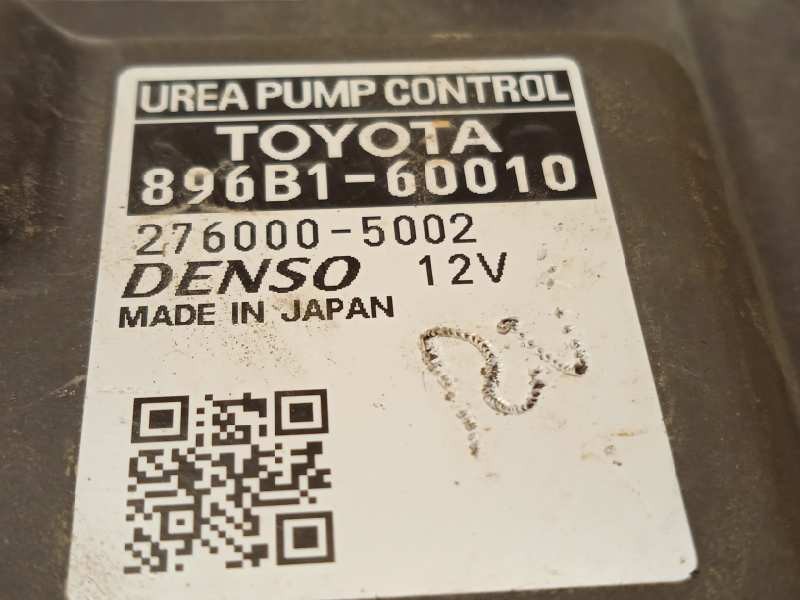 UREA PUMP CONTROL
TOYOTA
896B1-60010
276000-5002
DENSO 12V
MADE IN JAPAN